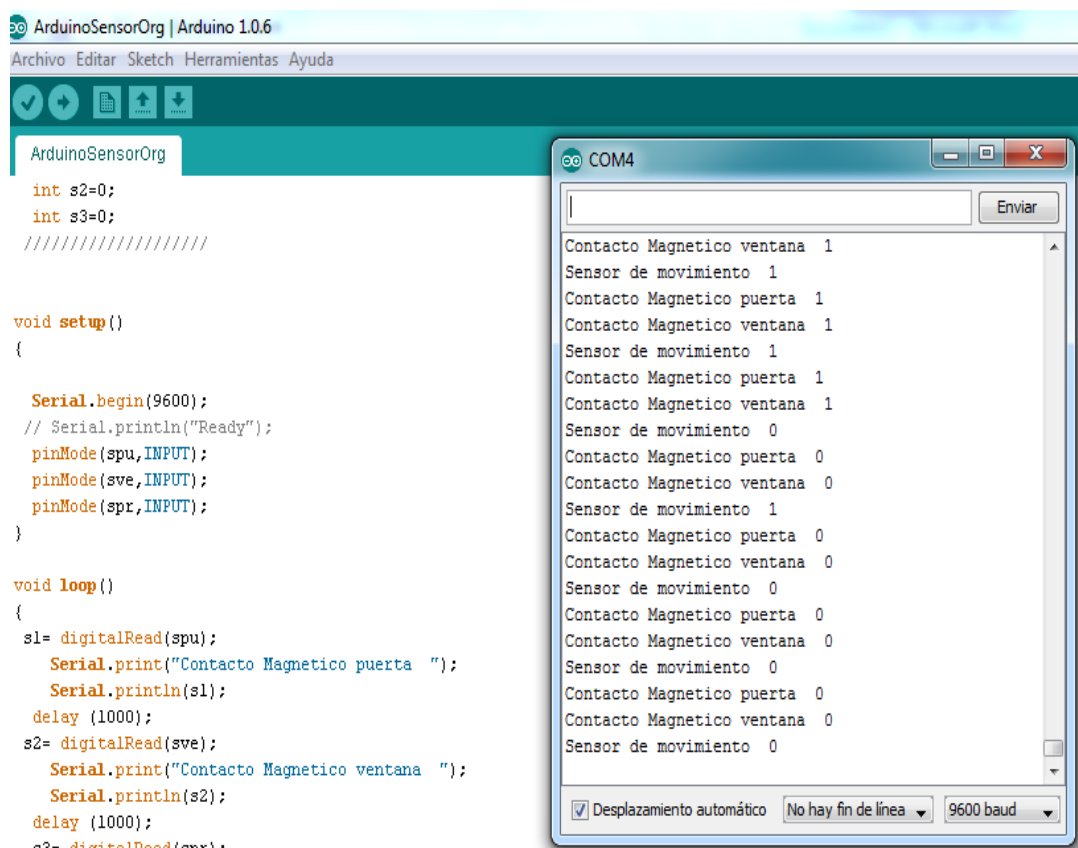 ArduinoSensorOrg | Arduino 1.0.6
Archivo Editar Sketch Herramientas Ayuda
ArduinoSensorOrg
int s2=0;
int s3=0;
////////////////////
void setup()
{
Serial.begin(9600);
// Serial.println("Ready");
pinMode(spu,INPUT);
pinMode(sve,INPUT);
pinMode(spr,INPUT);
}
void loop()
{
s1= digitalRead(spu);
Serial.print("Contacto Magnetico puerta  ");
Serial.println(s1);
delay (1000);
s2= digitalRead(sve);
Serial.print("Contacto Magnetico ventana  ");
Serial.println(s2);
delay (1000);
s3= digitalRead(spr);
COM4
Enviar
Contacto Magnetico ventana  1
Sensor de movimiento  1
Contacto Magnetico puerta  1
Contacto Magnetico ventana  1
Sensor de movimiento  1
Contacto Magnetico puerta  1
Contacto Magnetico ventana  1
Sensor de movimiento  0
Contacto Magnetico puerta  0
Contacto Magnetico ventana  0
Sensor de movimiento  1
Contacto Magnetico puerta  0
Contacto Magnetico ventana  0
Sensor de movimiento  0
Contacto Magnetico puerta  0
Contacto Magnetico ventana  0
Sensor de movimiento  0
Contacto Magnetico puerta  0
Contacto Magnetico ventana  0
Sensor de movimiento  0
Desplazamiento automático
No hay fin de línea
9600 baud